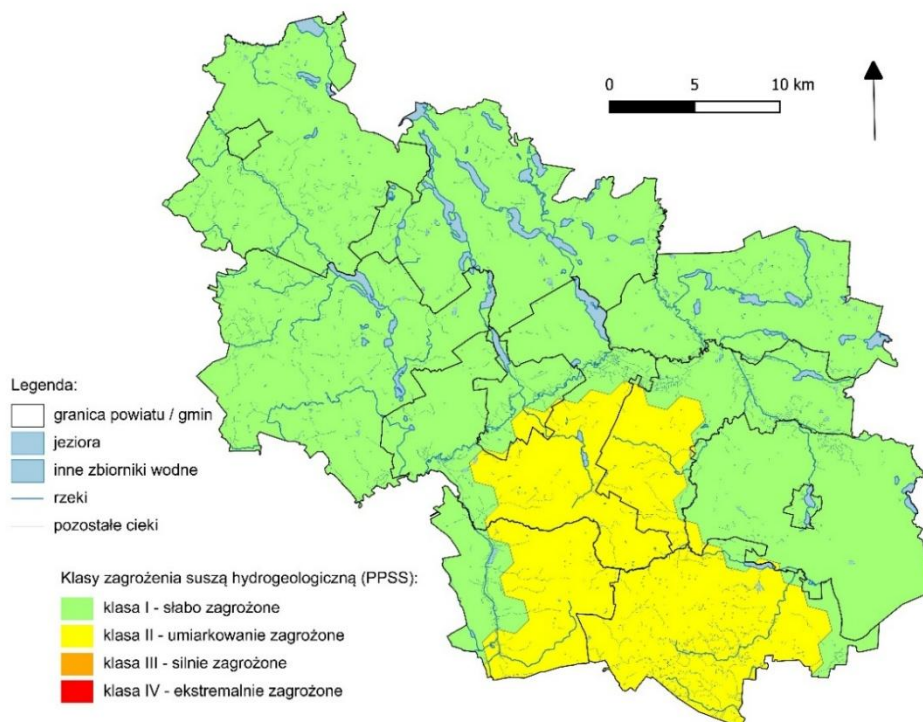 0 5 10 km
Legenda:
granica powiatu / gmin
jeziora
inne zbiorniki wodne
rzeki
pozostałe cieki
Klasy zagrożenia suszą hydrogeologiczną (PPSS):
klasa I - słabo zagrożone
klasa II - umiarkowanie zagrożone
klasa III - silnie zagrożone
klasa IV - ekstremalnie zagrożone